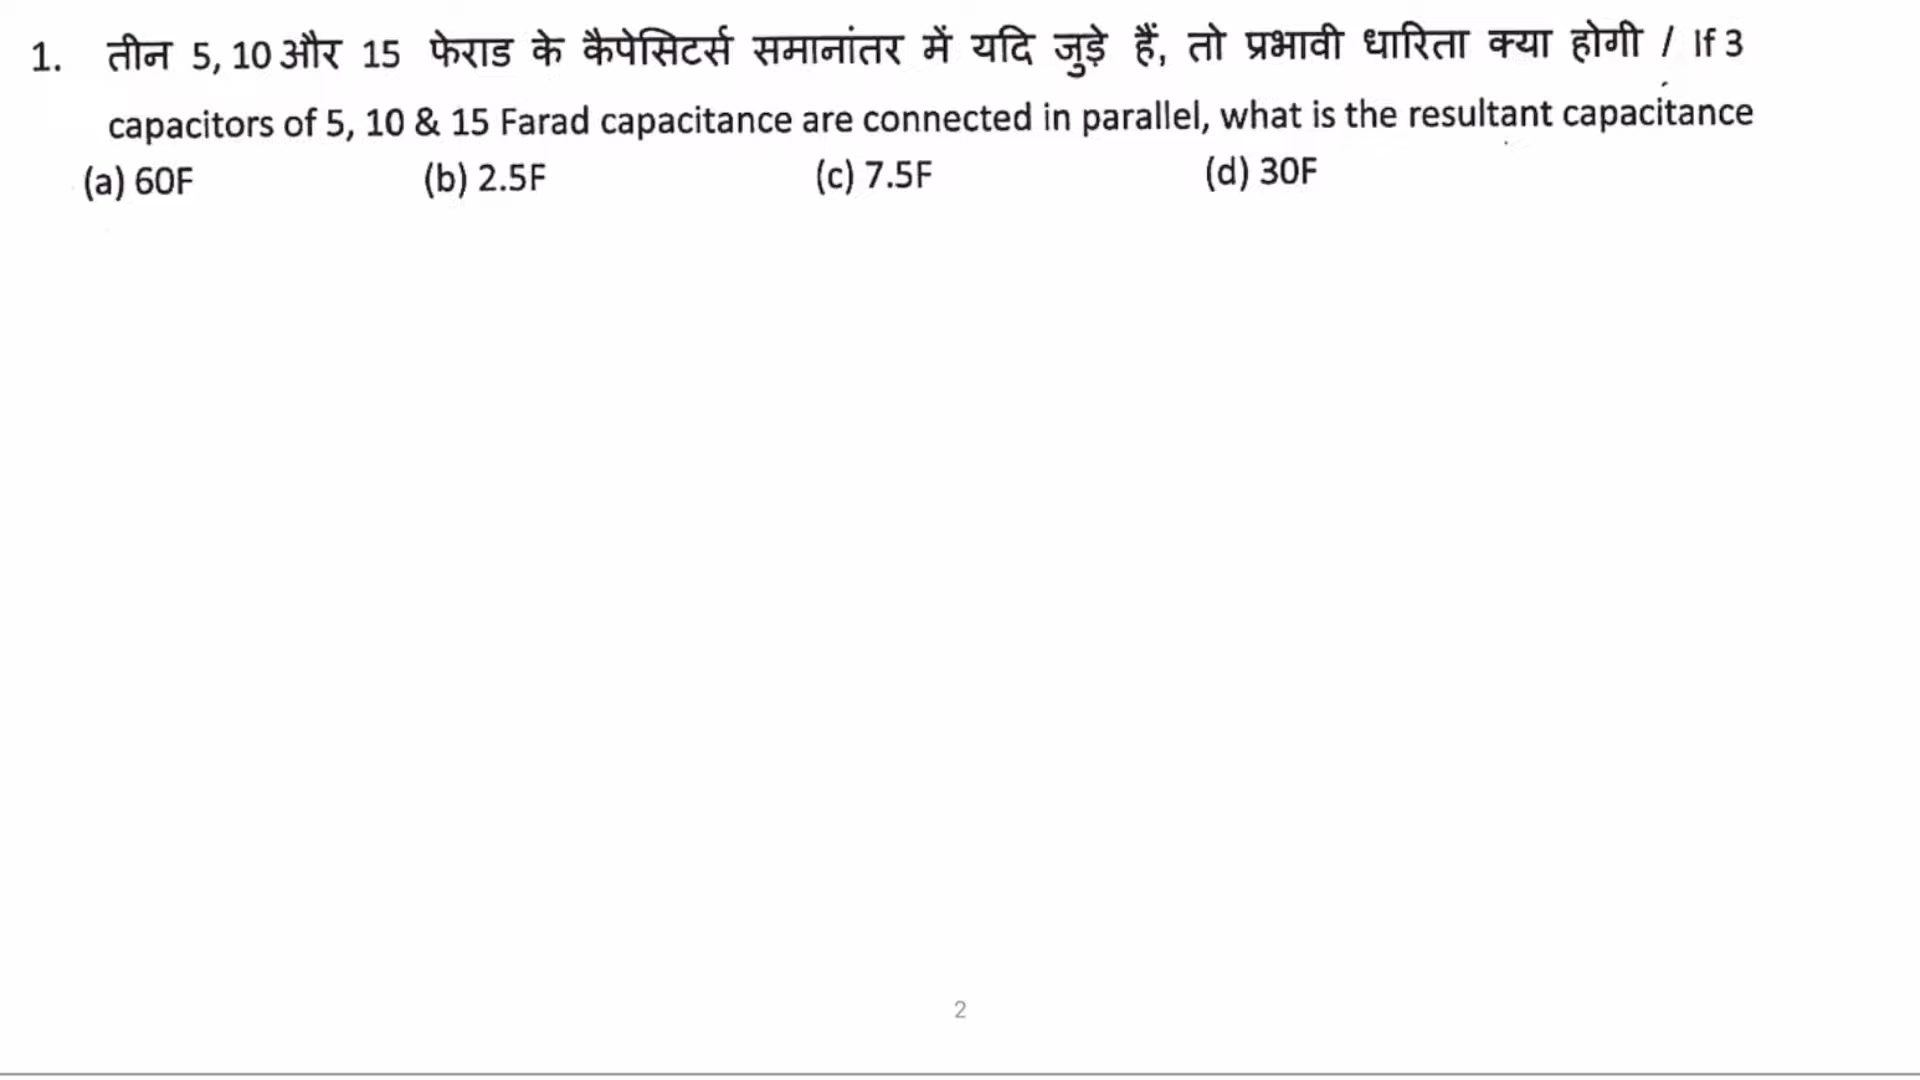 1. तीन 5, 10 और 15 फेराड के कैपेसिटर्स समानांतर में यदि जुड़े हैं, तो प्रभावी धारिता क्या होगी / If 3
capacitors of 5, 10 & 15 Farad capacitance are connected in parallel, what is the resultant capacitance
(a) 60F (b) 2.5F (c) 7.5F (d) 30F
2